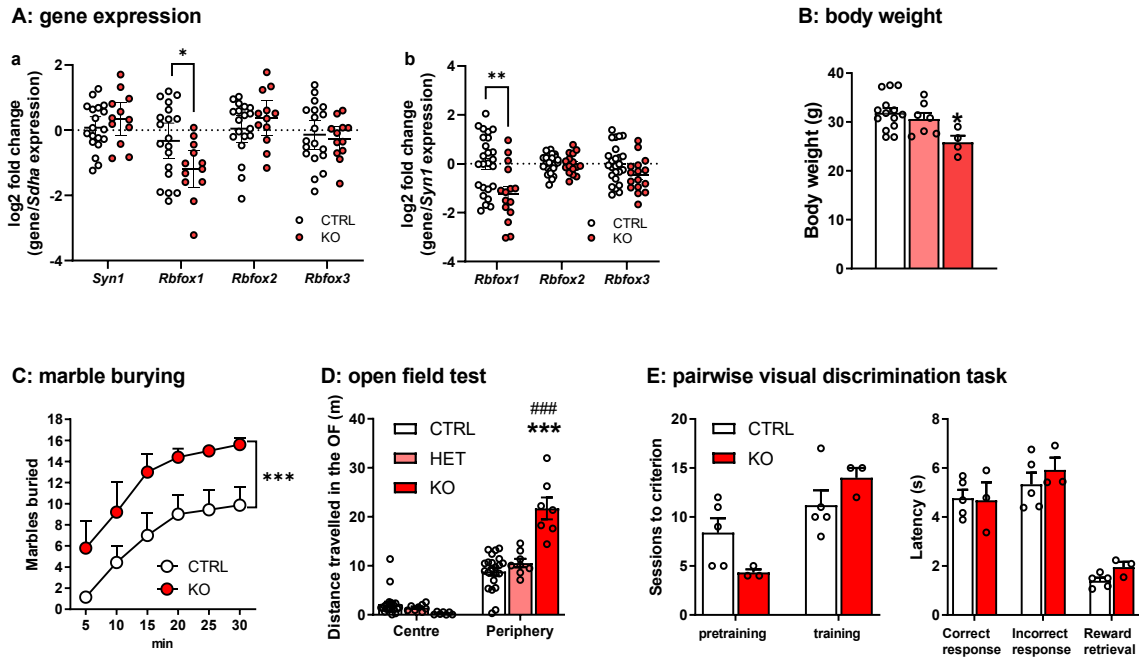 A: gene expression
B: body weight
a
b
log2 fold change
(gene/Sdha expression)
2
0
-2
-4
*
CTRL
KO
Syn1
Rbfox1
Rbfox2
Rbfox3
log2 fold change
(gene/Syn1 expression)
4
2
0
-2
-4
**
CTRL
KO
Rbfox1
Rbfox2
Rbfox3
Body weight (g)
40
30
20
10
0
*
C: marble burying
D: open field test
E: pairwise visual discrimination task
Marbles buried
18
16
14
12
10
8
6
4
2
0
***
CTRL
KO
5
10
15
20
25
30
min
Distance travelled in the OF (m)
40
30
20
10
0
CTRL
HET
KO
###
***
Centre
Periphery
Sessions to criterion
20
15
10
5
0
CTRL
KO
pretraining
training
Latency (s)
8
6
4
2
0
Correct
response
Incorrect
response
Reward
retrieval